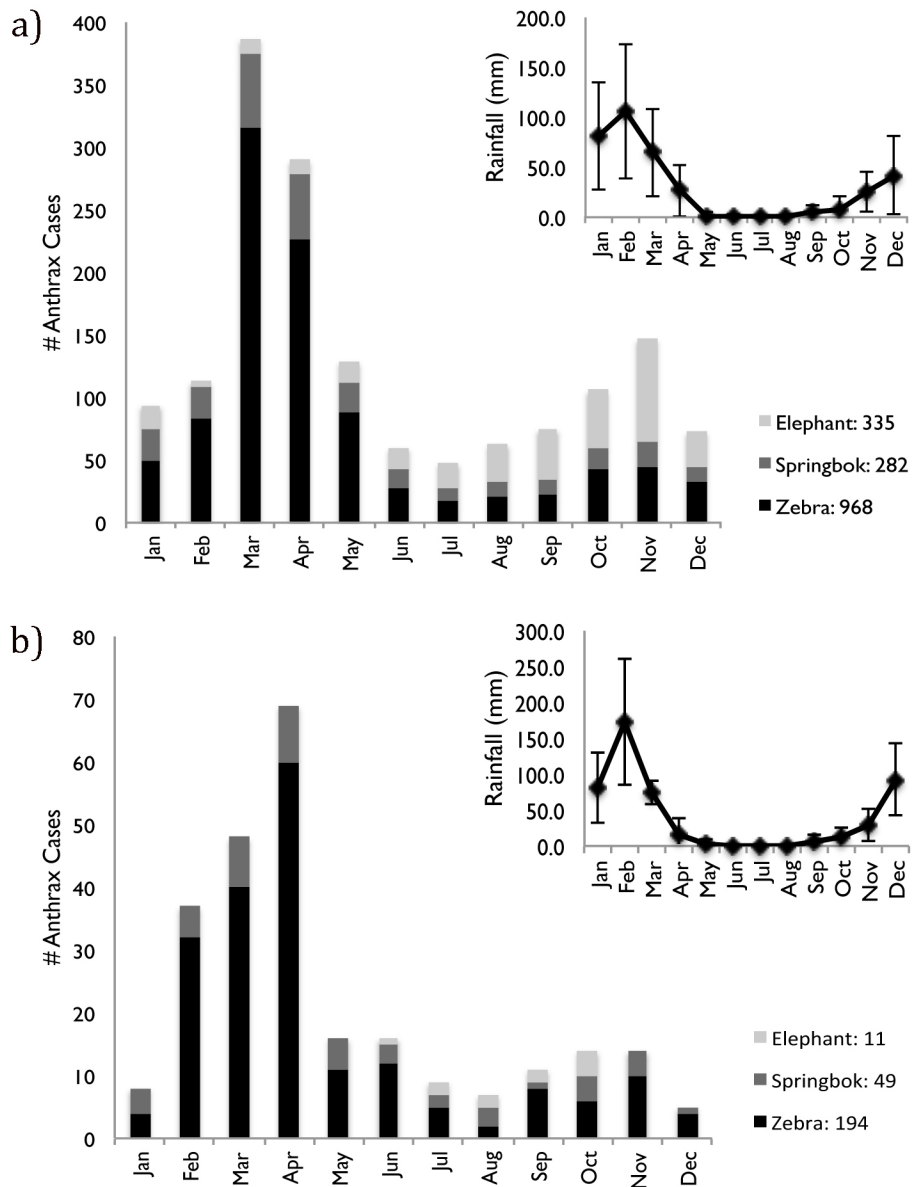 a)
400
350
300
250
200
150
100
50
0
# Anthrax Cases
Jan Feb Mar Apr May Jun Jul Aug Sep Oct Nov Dec
200.0
150.0
100.0
50.0
0.0
Rainfall (mm)
Jan Feb Mar Apr May Jun Jul Aug Sep Oct Nov Dec
Elephant: 335
Springbok: 282
Zebra: 968
b)
80
70
60
50
40
30
20
10
0
# Anthrax Cases
Jan Feb Mar Apr May Jun Jul Aug Sep Oct Nov Dec
300.0
250.0
200.0
150.0
100.0
50.0
0.0
Rainfall (mm)
Jan Feb Mar Apr May Jun Jul Aug Sep Oct Nov Dec
Elephant: 11
Springbok: 49
Zebra: 194